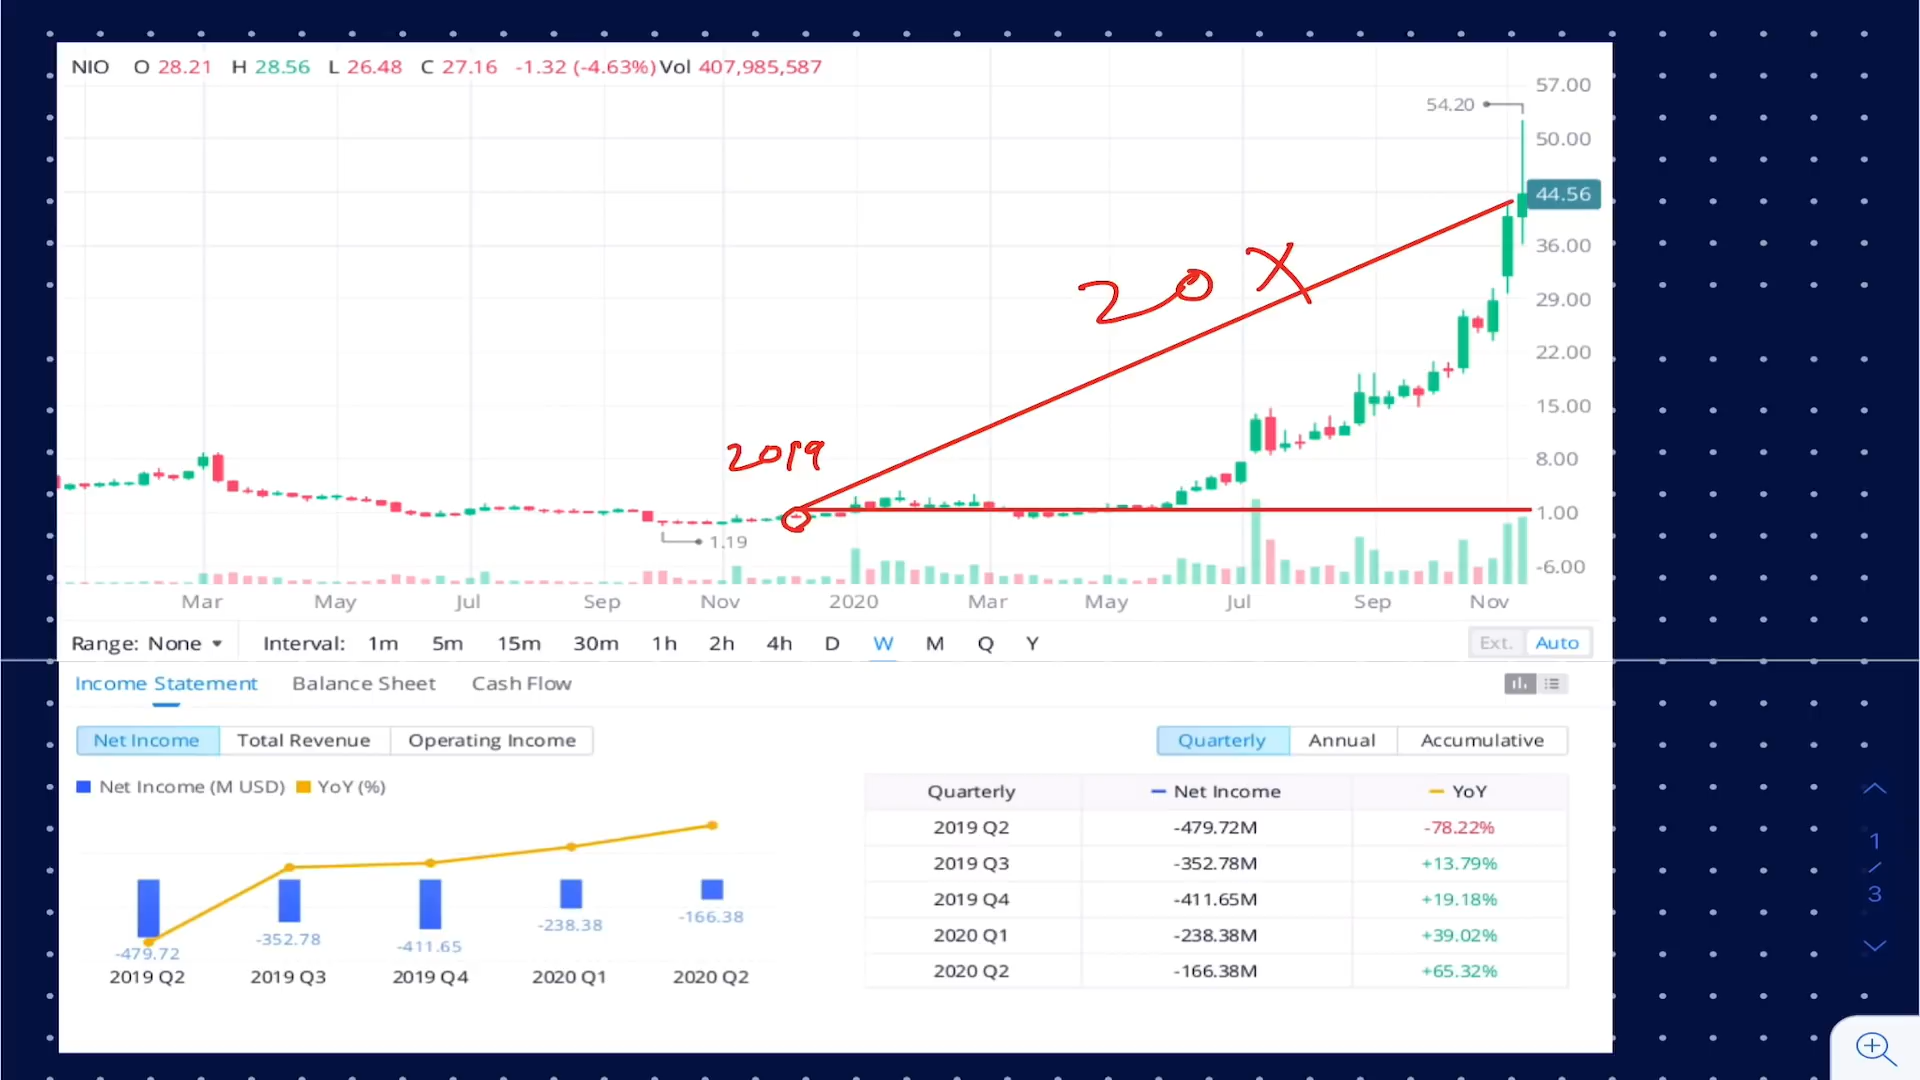 NIO O 28.21 H 28.56 L 26.48 C 27.16 -1.32 (-4.63%) Vol 407,985,587
57.00
54.20
50.00
44.56
36.00
20X
29.00
22.00
15.00
2019
8.00
1.00
1.19
-6.00
Mar May Jul Sep Nov 2020 Mar May Jul Sep Nov
Range: None Interval: 1m 5m 15m 30m 1h 2h 4h D W M Q Y Ext. Auto
Income Statement Balance Sheet Cash Flow
Net Income Total Revenue Operating Income Quarterly Annual Accumulative
Net Income (M USD) YoY (%)
-479.72 -352.78 -411.65 -238.38 -166.38
2019 Q2 2019 Q3 2019 Q4 2020 Q1 2020 Q2
Quarterly Net Income YoY
2019 Q2 -479.72M -78.22%
2019 Q3 -352.78M +13.79%
2019 Q4 -411.65M +19.18%
2020 Q1 -238.38M +39.02%
2020 Q2 -166.38M +65.32%
1
/
3